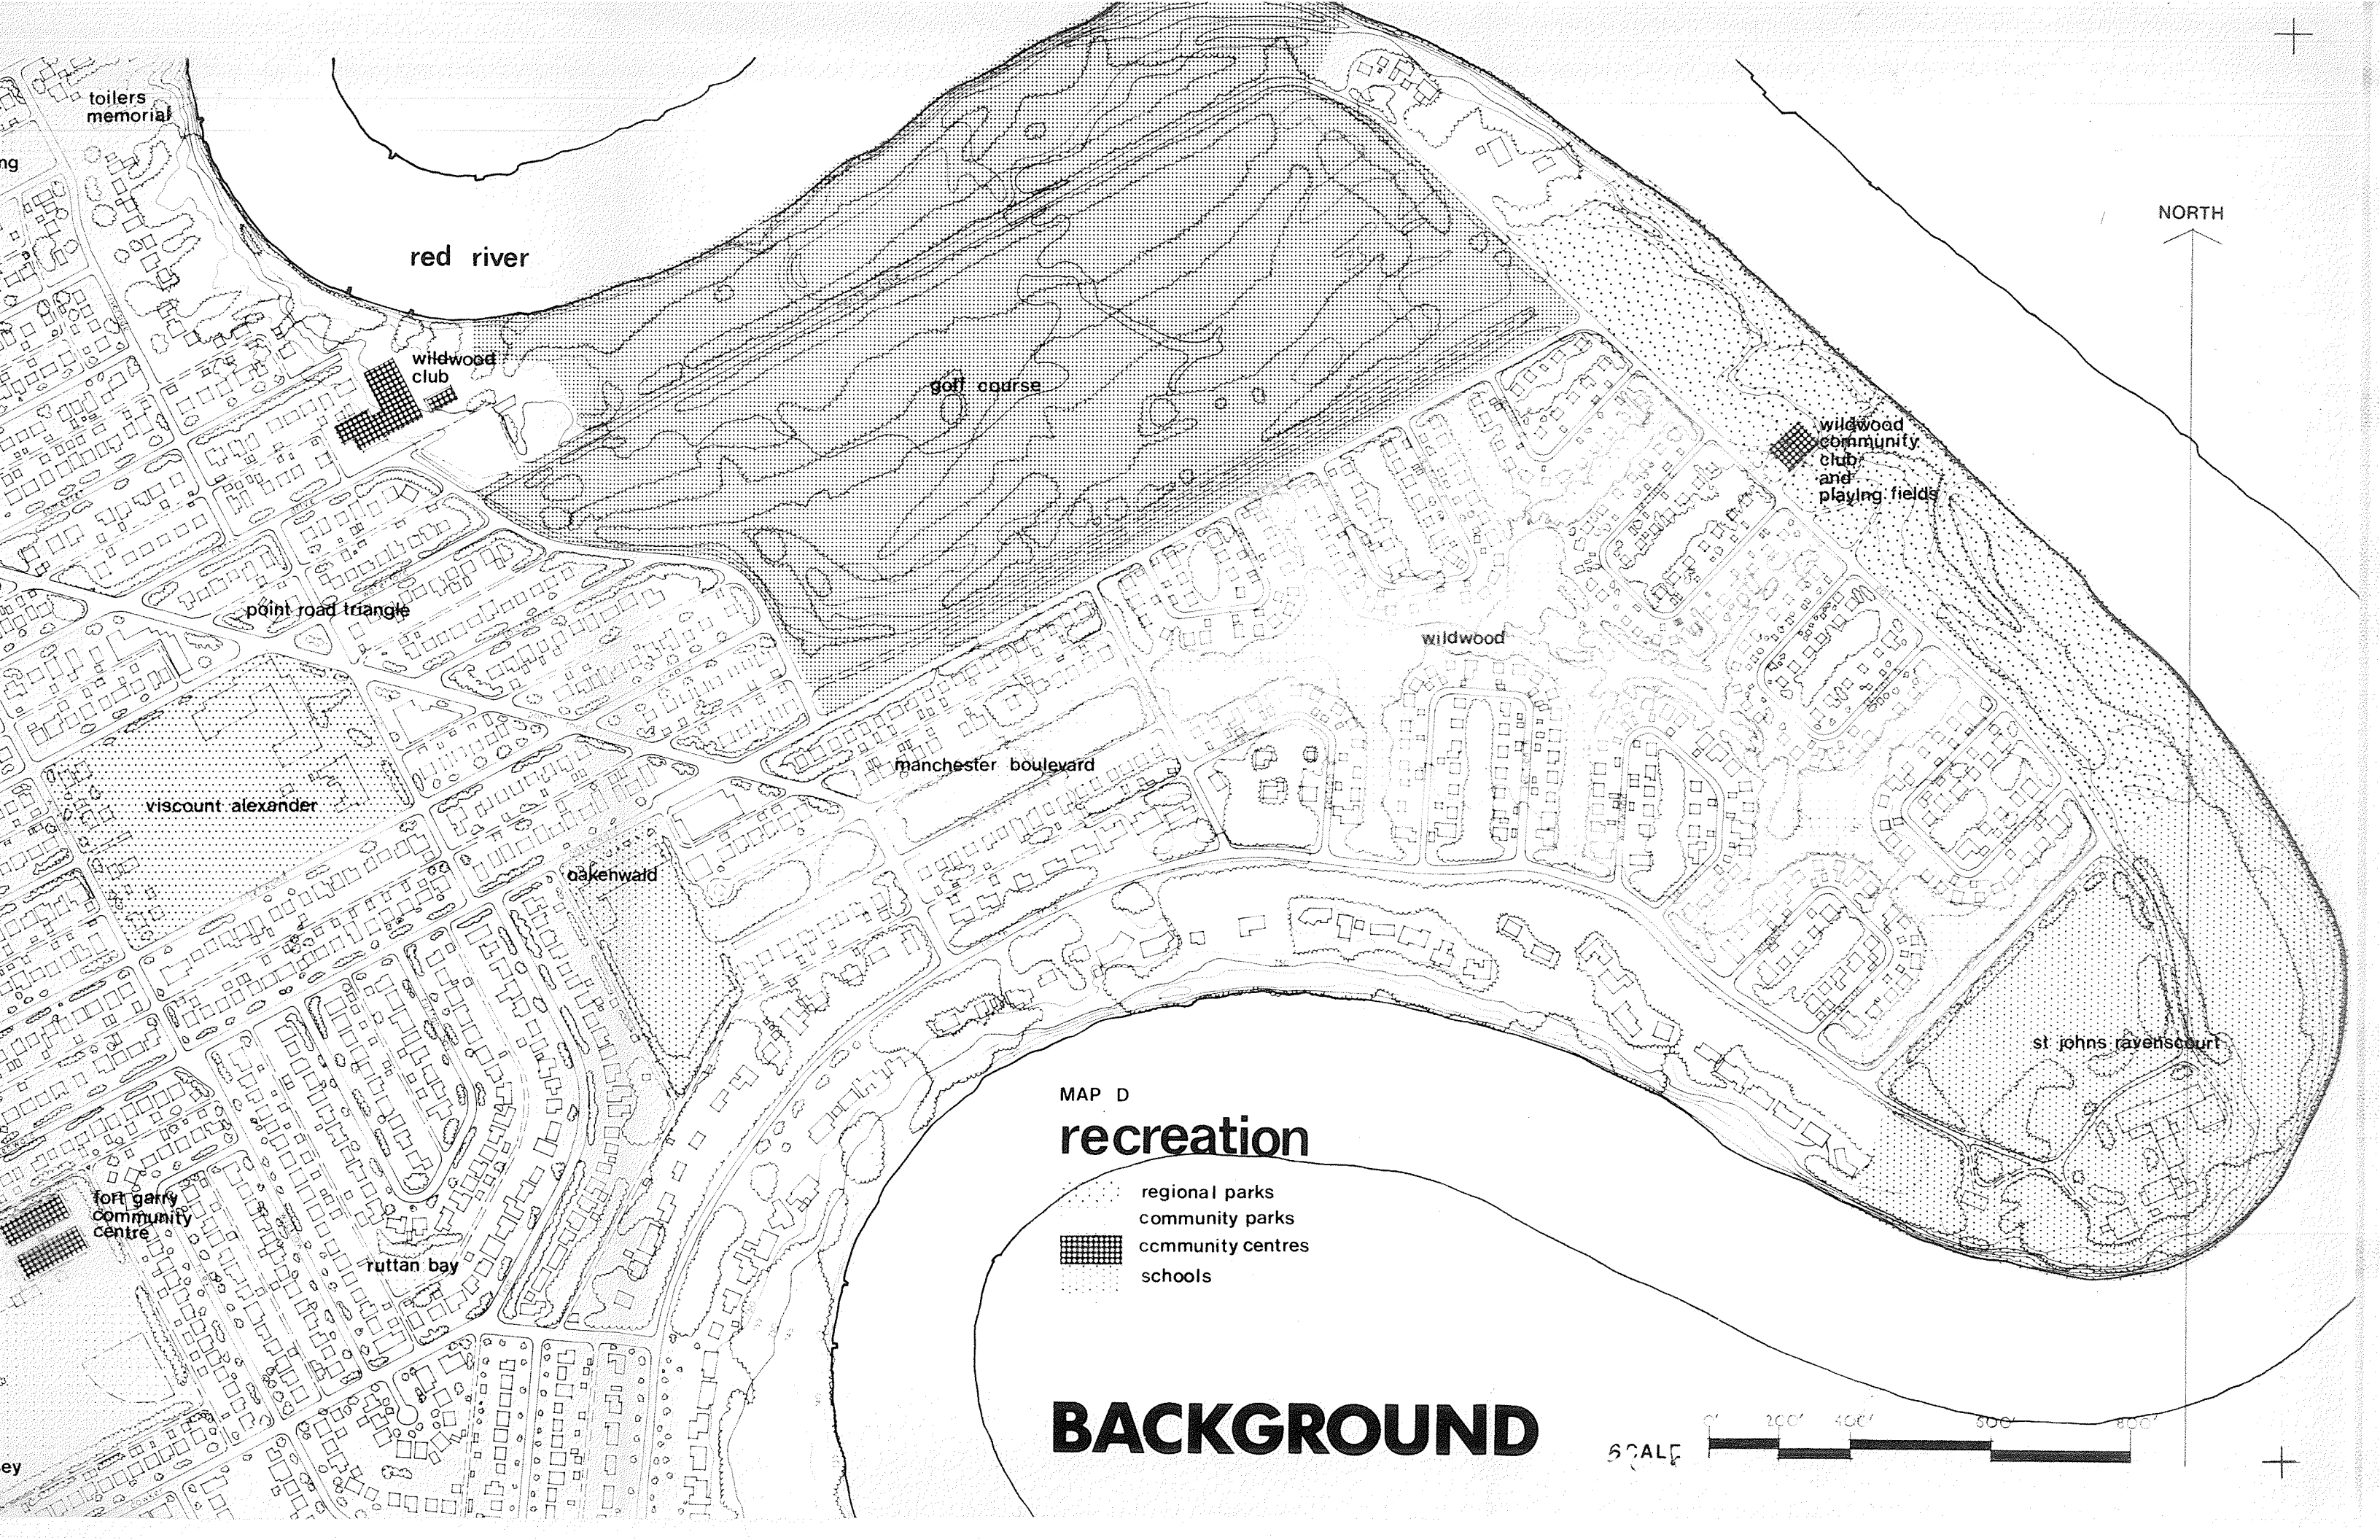 toilers
memorial
ng
NORTH
red river
wildwood
club
golf course
wildwood
community
club
and
playing fields
point road triangle
wildwood
manchester boulevard
viscount alexander
oakenwald
st johns ravenscourt
MAP D
recreation
regional parks
community parks
ccmmunity centres
schools
fort garry
community
centre
ruttan bay
BACKGROUND
0' 200' 400' 600' 800'
SCALE
ey